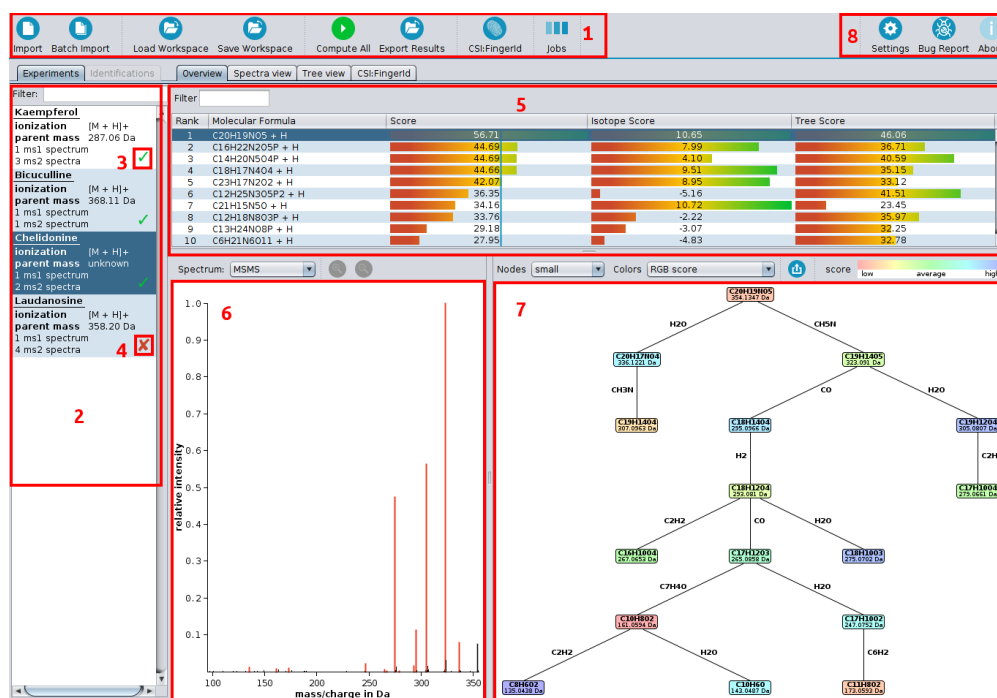 1
8
Import Batch Import Load Workspace Save Workspace Compute All Export Results CSI:FingerId Jobs Settings Bug Report Abou
Experiments Identifications Overview Spectra view Tree view CSI:FingerId
Filter:
Kaempferol
ionization [M + H]+
parent mass 287.06 Da
1 ms1 spectrum
3 ms2 spectra
3
Bicuculline
ionization [M + H]+
parent mass 368.11 Da
1 ms1 spectrum
1 ms2 spectrum
Chelidonine
ionization [M + H]+
parent mass unknown
1 ms1 spectrum
2 ms2 spectra
Laudanosine
ionization [M + H]+
parent mass 358.20 Da
1 ms1 spectrum
4 ms2 spectra
4
2
Filter
5
Rank Molecular Formula Score Isotope Score Tree Score
1 C20H19NO5 + H 56.71 10.65 46.06
2 C16H22N2O5P + H 44.69 7.99 36.71
3 C14H20N5O4P + H 44.69 4.10 40.59
4 C18H17N4O4 + H 44.66 9.51 35.15
5 C23H17N2O2 + H 42.07 8.95 33.12
6 C12H25N3O5P2 + H 36.35 -5.16 41.51
7 C21H15N5O + H 34.16 10.72 23.45
8 C12H18N8O3P + H 33.76 -2.22 35.97
9 C13H24NO8P + H 29.18 -3.07 32.25
10 C6H21N6O11 + H 27.95 -4.83 32.78
Spectrum: MSMS
Nodes small Colors RGB score score low average high
6
relative intensity
1.0
0.9
0.8
0.7
0.6
0.5
0.4
0.3
0.2
0.1
100 150 200 250 300 350
mass/charge in Da
7
C20H19NO5
354.1347 Da
H2O CH5N
C20H17NO4 C19H14O5
336.1221 Da 323.091 Da
CH3N CO H2O
C19H14O4 C18H14O4 C19H12O4
307.0963 Da 295.0966 Da 305.0807 Da
H2 C2H
C18H12O4 C17H10O4
293.081 Da 279.0661 Da
C2H2 CO H2O
C16H10O4 C17H12O3 C18H10O3
267.0653 Da 265.0858 Da 275.0702 Da
C7H4O H2O
C10H8O2 C17H10O2
161.0594 Da 247.0752 Da
C2H2 H2O C6H2
C8H6O2 C10H6O C11H8O2
135.0438 Da 143.0487 Da 173.0593 Da